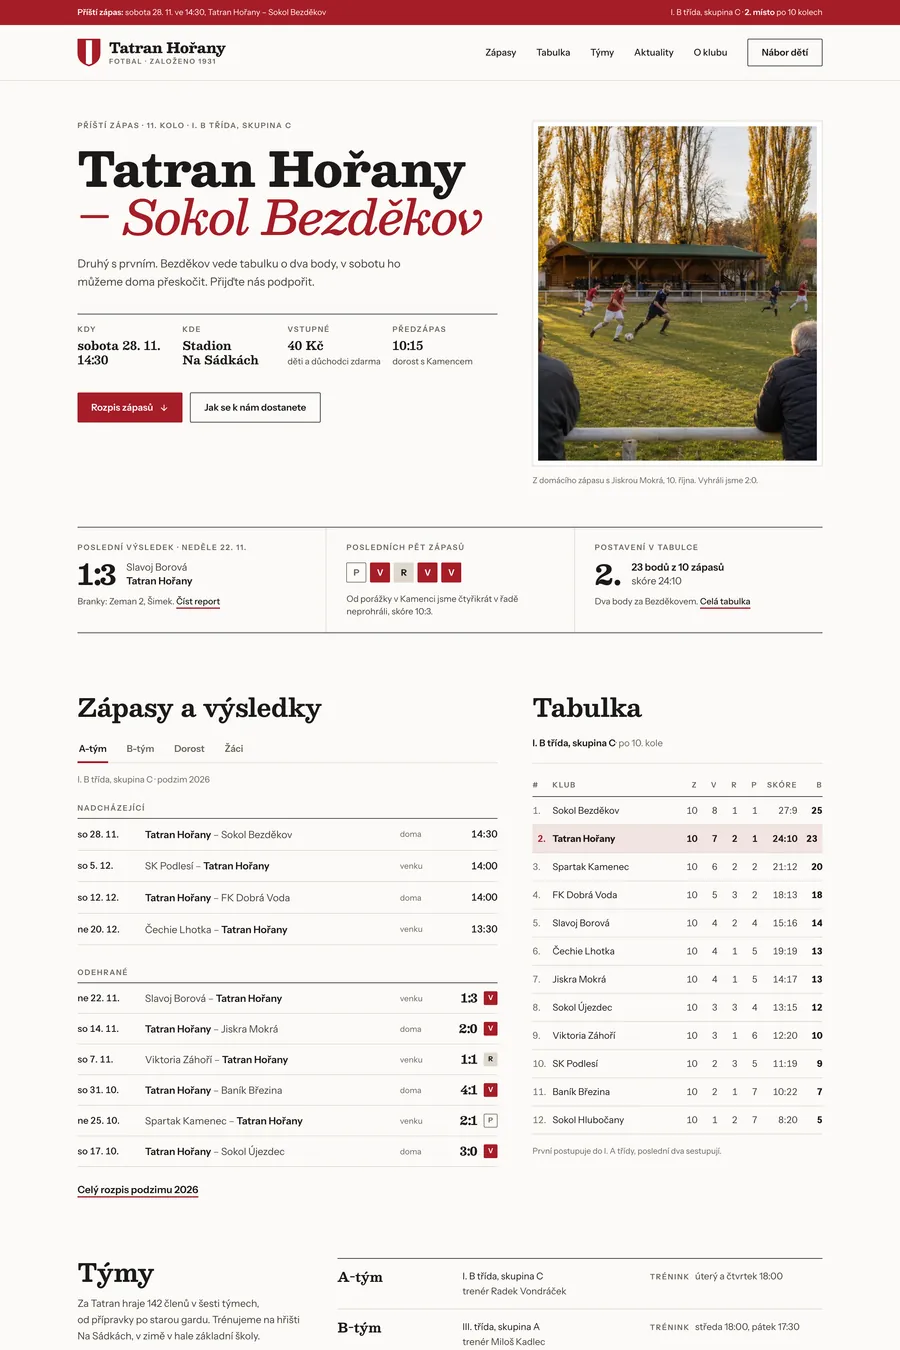 Příští zápas: sobota 28. 11. ve 14:30, Tatran Hořany – Sokol Bezděkov
I. B třída, skupina C · 2. místo po 10 kolech
Tatran Hořany
FOTBAL · ZALOŽENO 1931
Zápasy Tabulka Týmy Aktuality O klubu Nábor dětí
PŘÍŠTÍ ZÁPAS · 11. KOLO · I. B TŘÍDA, SKUPINA C
Tatran Hořany
– Sokol Bezděkov
Druhý s prvním. Bezděkov vede tabulku o dva body, v sobotu ho
můžeme doma přeskočit. Přijďte nás podpořit.
KDY
sobota 28. 11.
14:30
KDE
Stadion
Na Sádkách
VSTUPNÉ
40 Kč
děti a důchodci zdarma
PŘEDZÁPAS
10:15
dorost s Kamencem
Rozpis zápasů ↓
Jak se k nám dostanete
Z domácího zápasu s Jiskrou Mokrá, 10. října. Vyhráli jsme 2:0.
POSLEDNÍ VÝSLEDEK · NEDĚLE 22. 11.
1:3
Slavoj Borová
Tatran Hořany
Branky: Zeman 2, Šimek. Číst report
POSLEDNÍCH PĚT ZÁPASŮ
P V R V V
Od porážky v Kamenci jsme čtyřikrát v řadě
neprohráli, skóre 10:3.
POSTAVENÍ V TABULCE
2.
23 bodů z 10 zápasů
skóre 24:10
Dva body za Bezděkovem. Celá tabulka
Zápasy a výsledky
A-tým B-tým Dorost Žáci
I. B třída, skupina C · podzim 2026
NADCHÁZEJÍCÍ
so 28. 11. Tatran Hořany – Sokol Bezděkov doma 14:30
so 5. 12. SK Podlesí – Tatran Hořany venku 14:00
so 12. 12. Tatran Hořany – FK Dobrá Voda doma 14:00
ne 20. 12. Čechie Lhotka – Tatran Hořany venku 13:30
ODEHRANÉ
ne 22. 11. Slavoj Borová – Tatran Hořany venku 1:3 V
so 14. 11. Tatran Hořany – Jiskra Mokrá doma 2:0 V
so 7. 11. Viktoria Záhoří – Tatran Hořany venku 1:1 R
so 31. 10. Tatran Hořany – Baník Březina doma 4:1 V
ne 25. 10. Spartak Kamenec – Tatran Hořany venku 2:1 P
so 17. 10. Tatran Hořany – Sokol Újezdec doma 3:0 V
Celý rozpis podzimu 2026
Tabulka
I. B třída, skupina C po 10. kole
# KLUB Z V R P SKÓRE B
1. Sokol Bezděkov 10 8 1 1 27:9 25
2. Tatran Hořany 10 7 2 1 24:10 23
3. Spartak Kamenec 10 6 2 2 21:12 20
4. FK Dobrá Voda 10 5 3 2 18:13 18
5. Slavoj Borová 10 4 2 4 15:16 14
6. Čechie Lhotka 10 4 1 5 19:19 13
7. Jiskra Mokrá 10 4 1 5 14:17 13
8. Sokol Újezdec 10 3 3 4 13:15 12
9. Viktoria Záhoří 10 3 1 6 12:20 10
10. SK Podlesí 10 2 3 5 11:19 9
11. Baník Březina 10 2 1 7 10:22 7
12. Sokol Hlubočany 10 1 2 7 8:20 5
První postupuje do I. A třídy, poslední dva sestupují.
Týmy
Za Tatran hraje 142 členů v šesti týmech,
od přípravky po starou gardu. Trénujeme na hřišti
Na Sádkách, v zimě v hale základní školy.
A-tým
I. B třída, skupina C
trenér Radek Vondráček
TRÉNINK úterý a čtvrtek 18:00
B-tým
III. třída, skupina A
trenér Miloš Kadlec
TRÉNINK středa 18:00, pátek 17:30